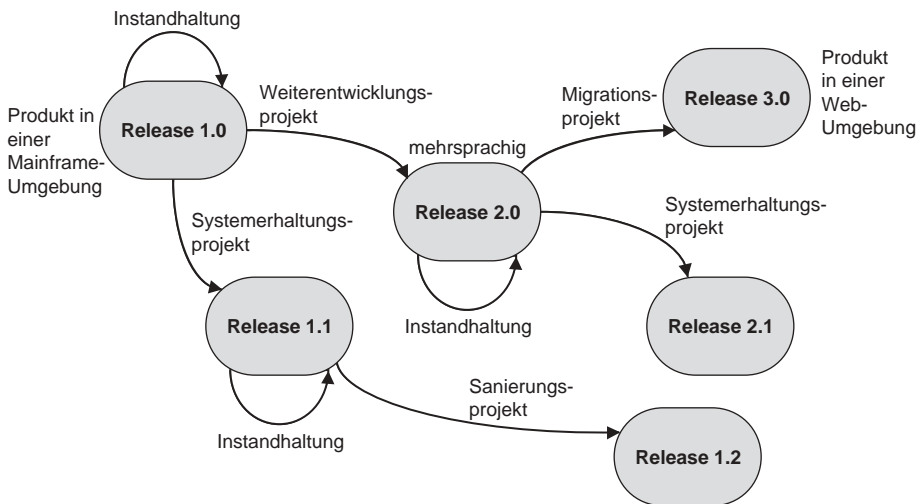 Instandhaltung
Produkt in
einer
Mainframe-
Umgebung
Release 1.0
Weiterentwicklungs-
projekt
mehrsprachig
Migrations-
projekt
Release 3.0
Produkt
in einer
Web-
Umgebung
Systemerhaltungs-
projekt
Release 2.0
Systemerhaltungs-
projekt
Instandhaltung
Release 1.1
Release 2.1
Instandhaltung
Sanierungs-
projekt
Release 1.2